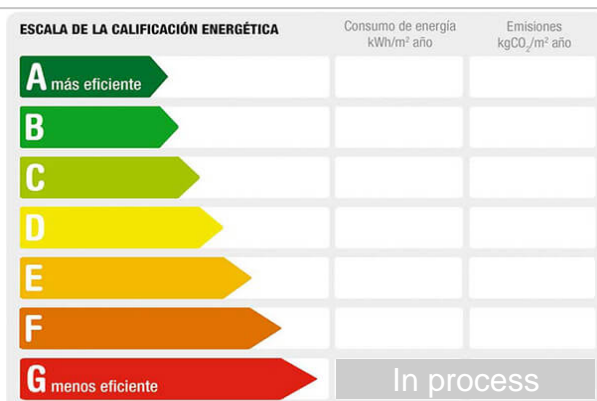 ESCALA DE LA CALIFICACIÓN ENERGÉTICA
Consumo de energía
kWh/m² año
Emisiones
kgCO₂/m² año
A más eficiente
B
C
D
E
F
G menos eficiente
In process